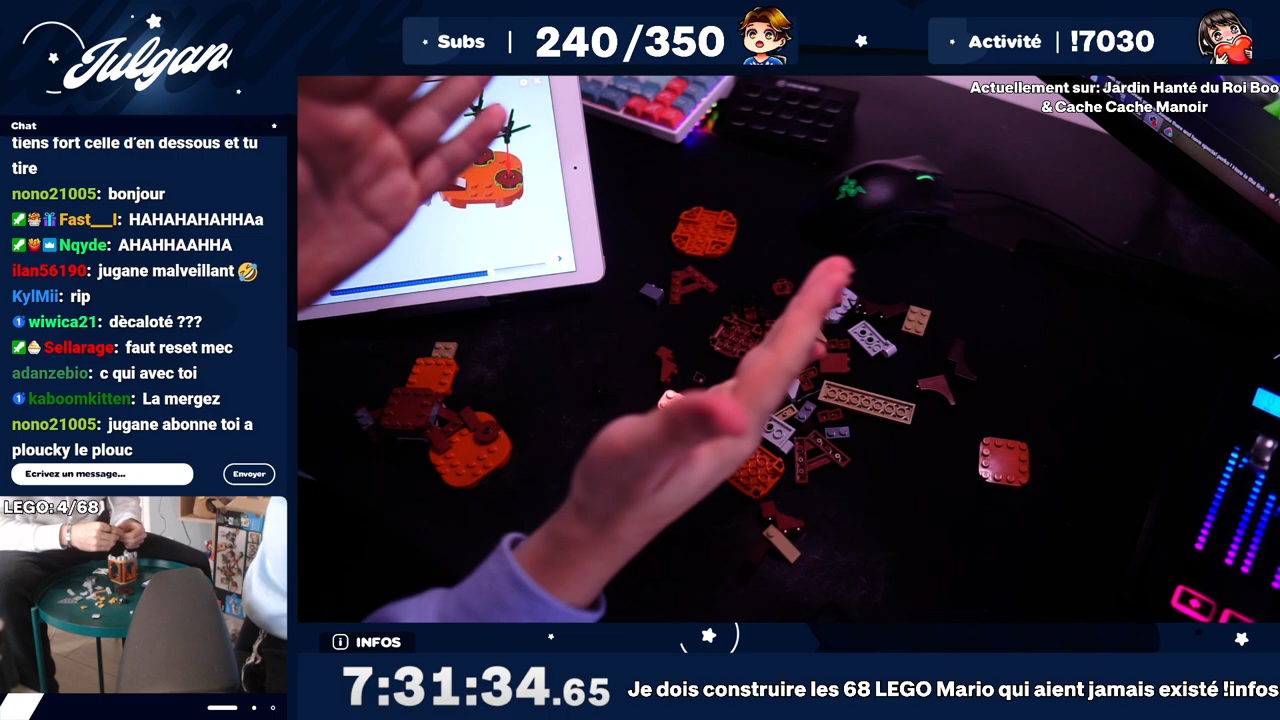 Julgan
Subs | 240/350
Activité | !7030
Actuellement sur: Jardin Hanté du Roi Boo
& Cache Cache Manoir
Chat
tiens fort celle d'en dessous et tu
tire
nono21005: bonjour
Fast___I: HAHAHAHAHHAa
Nqyde: AHAHHAAHHA
ilan56190: jugane malveillant 🤣
KylMii: rip
wiwica21: dècaloté ???
Sellarage: faut reset mec
adanzebio: c qui avec toi
kaboomkitten: La mergez
nono21005: jugane abonne toi a
ploucky le plouc
Ecrivez un message...
Envoyer
LEGO: 4/68
INFOS
7:31:34.65
Je dois construire les 68 LEGO Mario qui aient jamais existé !infos